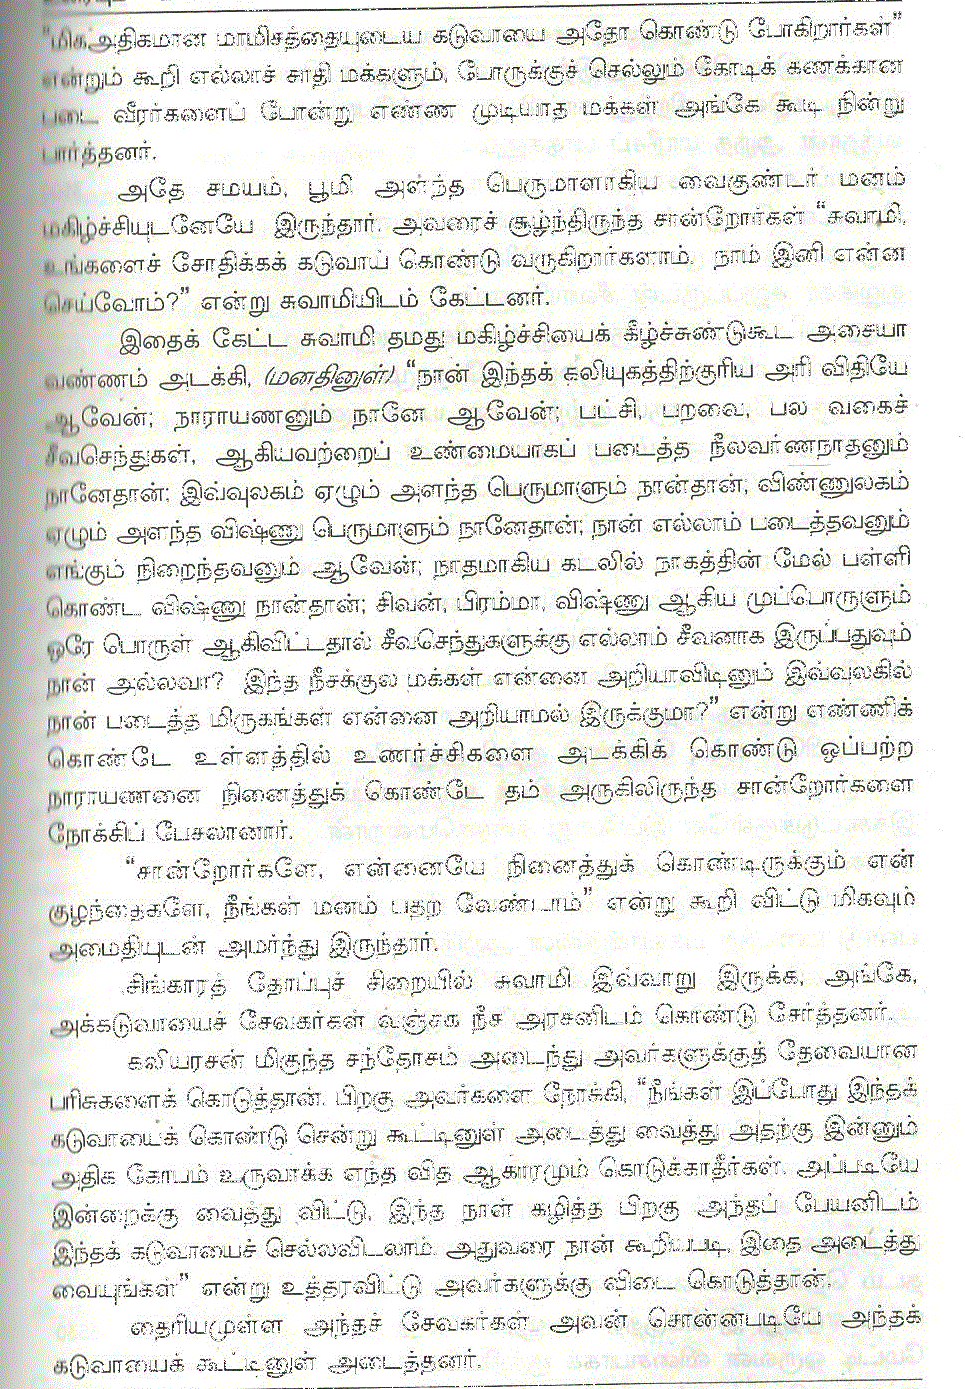 "மிகஅதிகமான மாமிசத்தையுடைய கடுவாயை அதோ கொண்டு போகிறார்கள்"
என்றும் கூறி எல்லாச் சாதி மக்களும், போருக்குச் செல்லும் கோடிக் கணக்கான
படை வீரர்களைப் போன்று எண்ண முடியாத மக்கள் அங்கே கூடி நின்று
பார்த்தனர்.
அதே சமயம், பூமி அளந்த பெருமாளாகிய வைகுண்டர் மனம்
மகிழ்ச்சியுடனேயே இருந்தார். அவரைச் சூழ்ந்திருந்த சான்றோர்கள் "சுவாமி,
உங்களைச் சோதிக்கக் கடுவாய் கொண்டு வருகிறார்களாம், நாம் இனி என்ன
செய்வோம்?" என்று சுவாமியிடம் கேட்டனர்.
இதைக் கேட்ட சுவாமி தமது மகிழ்ச்சியைக் கீழ்ச்சுண்டுகூட அசையா
வண்ணம் அடக்கி, (மனதினுள்) "நான் இந்தக் கலியுகத்திற்குரிய அரி விதியே
ஆவேன்; நாராயணனும் நானே ஆவேன்; பட்சி, பறவை, பல வகைச்
சீவசெந்துகள், ஆகியவற்றைப் உண்மையாகப் படைத்த நீலவர்ணநாதனும்
நானேதான்; இவ்வுலகம் ஏழும் அளந்த பெருமாளும் நான்தான்; விண்ணுலகம்
ஏழும் அளந்த விஷ்ணு பெருமாளும் நானேதான்; நான் எல்லாம் படைத்தவனும்
எங்கும் நிறைந்தவனும் ஆவேன்; நாதமாகிய கடலில் நாகத்தின் மேல் பள்ளி
கொண்ட விஷ்ணு நான்தான்; சிவன், பிரம்மா, விஷ்ணு ஆகிய முப்பொருளும்
ஒரே பொருள் ஆகிவிட்டதால் சீவசெந்துகளுக்கு எல்லாம் சீவனாக இருப்பதுவும்
நான் அல்லவா? இந்த நீசக்குல மக்கள் என்னை அறியாவிடினும் இவ்வுலகில்
நான் படைத்த மிருகங்கள் என்னை அறியாமல் இருக்குமா?" என்று எண்ணிக்
கொண்டே உள்ளத்தில் உணர்ச்சிகளை அடக்கிக் கொண்டு ஒப்பற்ற
நாராயணனை நினைத்துக் கொண்டே தம் அருகிலிருந்த சான்றோர்களை
நோக்கிப் பேசலானார்.
"சான்றோர்களே, என்னையே நினைத்துக் கொண்டிருக்கும் என்
குழந்தைகளே, நீங்கள் மனம் பதற வேண்டாம்" என்று கூறி விட்டு மிகவும்
அமைதியுடன் அமர்ந்து இருந்தார்.
சிங்காரத் தோப்புச் சிறையில் சுவாமி இவ்வாறு இருக்க, அங்கே,
அக்கடுவாயைச் சேவகர்கள் வஞ்சக நீச அரசனிடம் கொண்டு சேர்த்தனர்.
கலியரசன் மிகுந்த சந்தோசம் அடைந்து அவர்களுக்குத் தேவையான
பரிசுகளைக் கொடுத்தான். பிறகு அவர்களை நோக்கி, "நீங்கள் இப்போது இந்தக்
கடுவாயைக் கொண்டு சென்று கூட்டினுள் அடைத்து வைத்து அதற்கு இன்னும்
அதிக கோபம் உருவாக்க எந்த வித ஆகாரமும் கொடுக்காதீர்கள். அப்படியே
இன்றைக்கு வைத்து விட்டு, இந்த நாள் கழித்த பிறகு அந்தப் பேயனிடம்
இந்தக் கடுவாயைச் செல்லவிடலாம். அதுவரை நான் கூறியபடி, இதை அடைத்து
வையுங்கள்" என்று உத்தரவிட்டு அவர்களுக்கு விடை கொடுத்தான்.
தைரியமுள்ள அந்தச் சேவகர்கள் அவன் சொன்னபடியே அந்தக்
கடுவாயைக் கூட்டினுள் அடைத்தனர்.